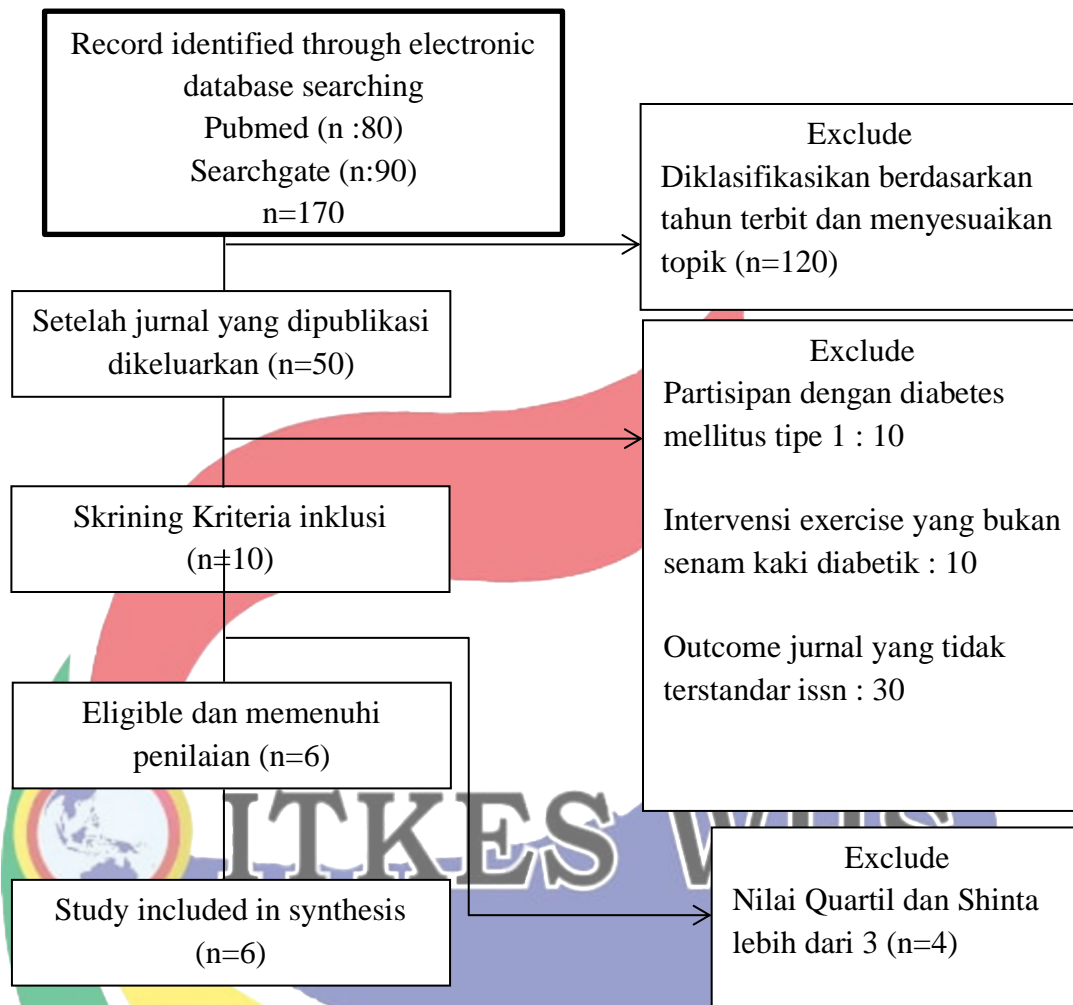 Record identified through electronic
database searching
Pubmed (n :80)
Searchgate (n:90)
n=170
Exclude
Diklasifikasikan berdasarkan
tahun terbit dan menyesuaikan
topik (n=120)
Setelah jurnal yang dipublikasi
dikeluarkan (n=50)
Exclude
Partisipan dengan diabetes
mellitus tipe 1 : 10
Intervensi exercise yang bukan
senam kaki diabetik : 10
Outcome jurnal yang tidak
terstandar issn : 30
Skrining Kriteria inklusi
(n=10)
Eligible dan memenuhi
penilaian (n=6)
ITKES WHS
Exclude
Nilai Quartil dan Shinta
lebih dari 3 (n=4)
Study included in synthesis
(n=6)